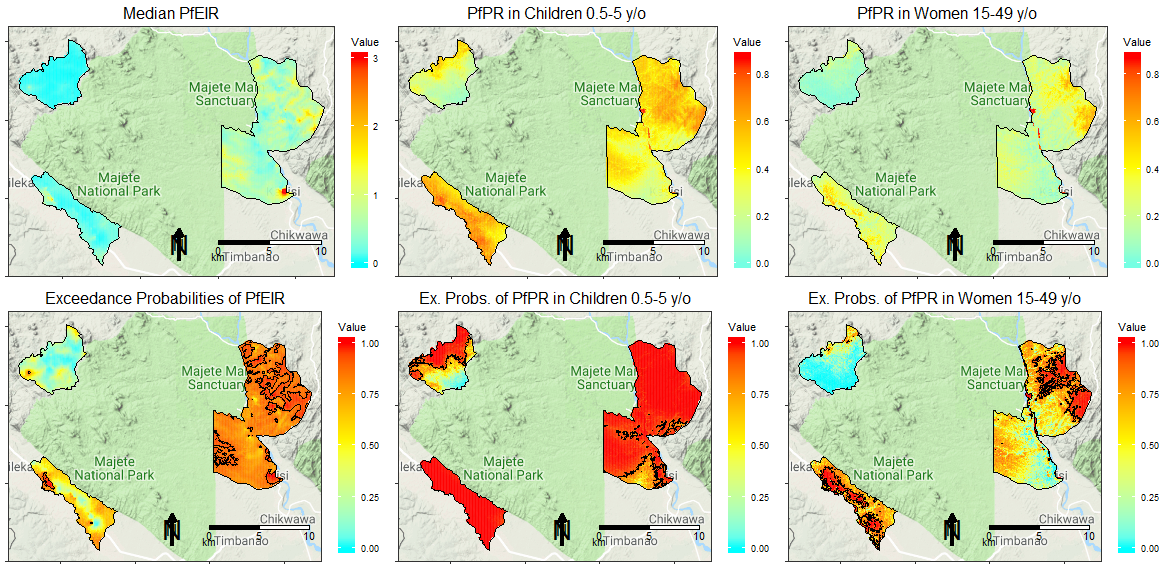 Median PfEIR
PfPR in Children 0.5-5 y/o
PfPR in Women 15-49 y/o
Value
3
2
1
0
Majete Ma
Sanctuary
Majete
National Park
ileka
isi
Chikwawa
0 5 10
km
Timbanao
N
Value
0.8
0.6
0.4
0.2
0.0
Majete Ma
Sanctuary
Majete
National Park
ileka
isi
Chikwawa
0 5 10
km
Timbanao
N
Value
0.8
0.6
0.4
0.2
0.0
Majete Ma
Sanctuary
Majete
National Park
ileka
isi
Chikwawa
0 5 10
km
Timbanao
N
Exceedance Probabilities of PfEIR
Ex. Probs. of PfPR in Children 0.5-5 y/o
Ex. Probs. of PfPR in Women 15-49 y/o
Value
1.00
0.75
0.50
0.25
0.00
Majete Ma
Sanctuary
Majete
National Park
ileka
isi
Chikwawa
0 5 10
km
Timbanao
N
Value
1.00
0.75
0.50
0.25
0.00
Majete Ma
Sanctuary
Majete
National Park
ileka
isi
Chikwawa
0 5 10
km
Timbanao
N
Value
1.00
0.75
0.50
0.25
0.00
Majete Ma
Sanctuary
Majete
National Park
ileka
isi
Chikwawa
0 5 10
km
Timbanao
N